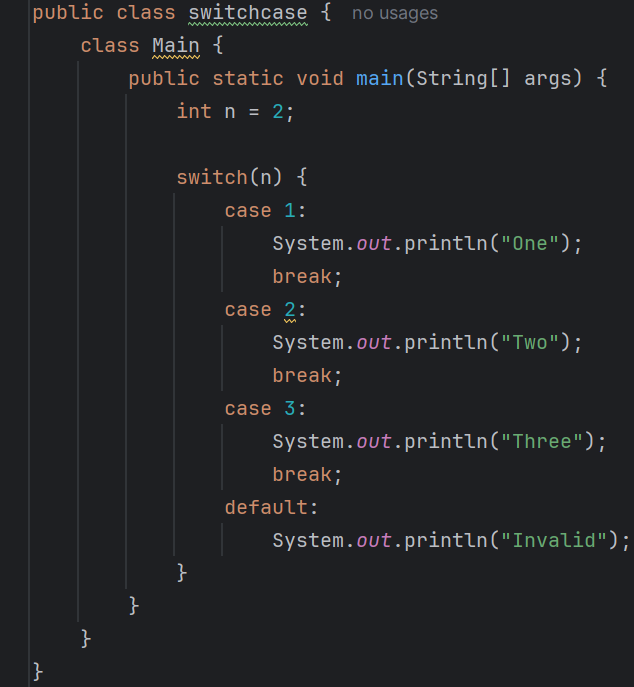 public class switchcase { no usages
class Main {
public static void main(String[] args) {
int n = 2;
switch(n) {
case 1:
System.out.println("One");
break;
case 2:
System.out.println("Two");
break;
case 3:
System.out.println("Three");
break;
default:
System.out.println("Invalid");
}
}
}
}